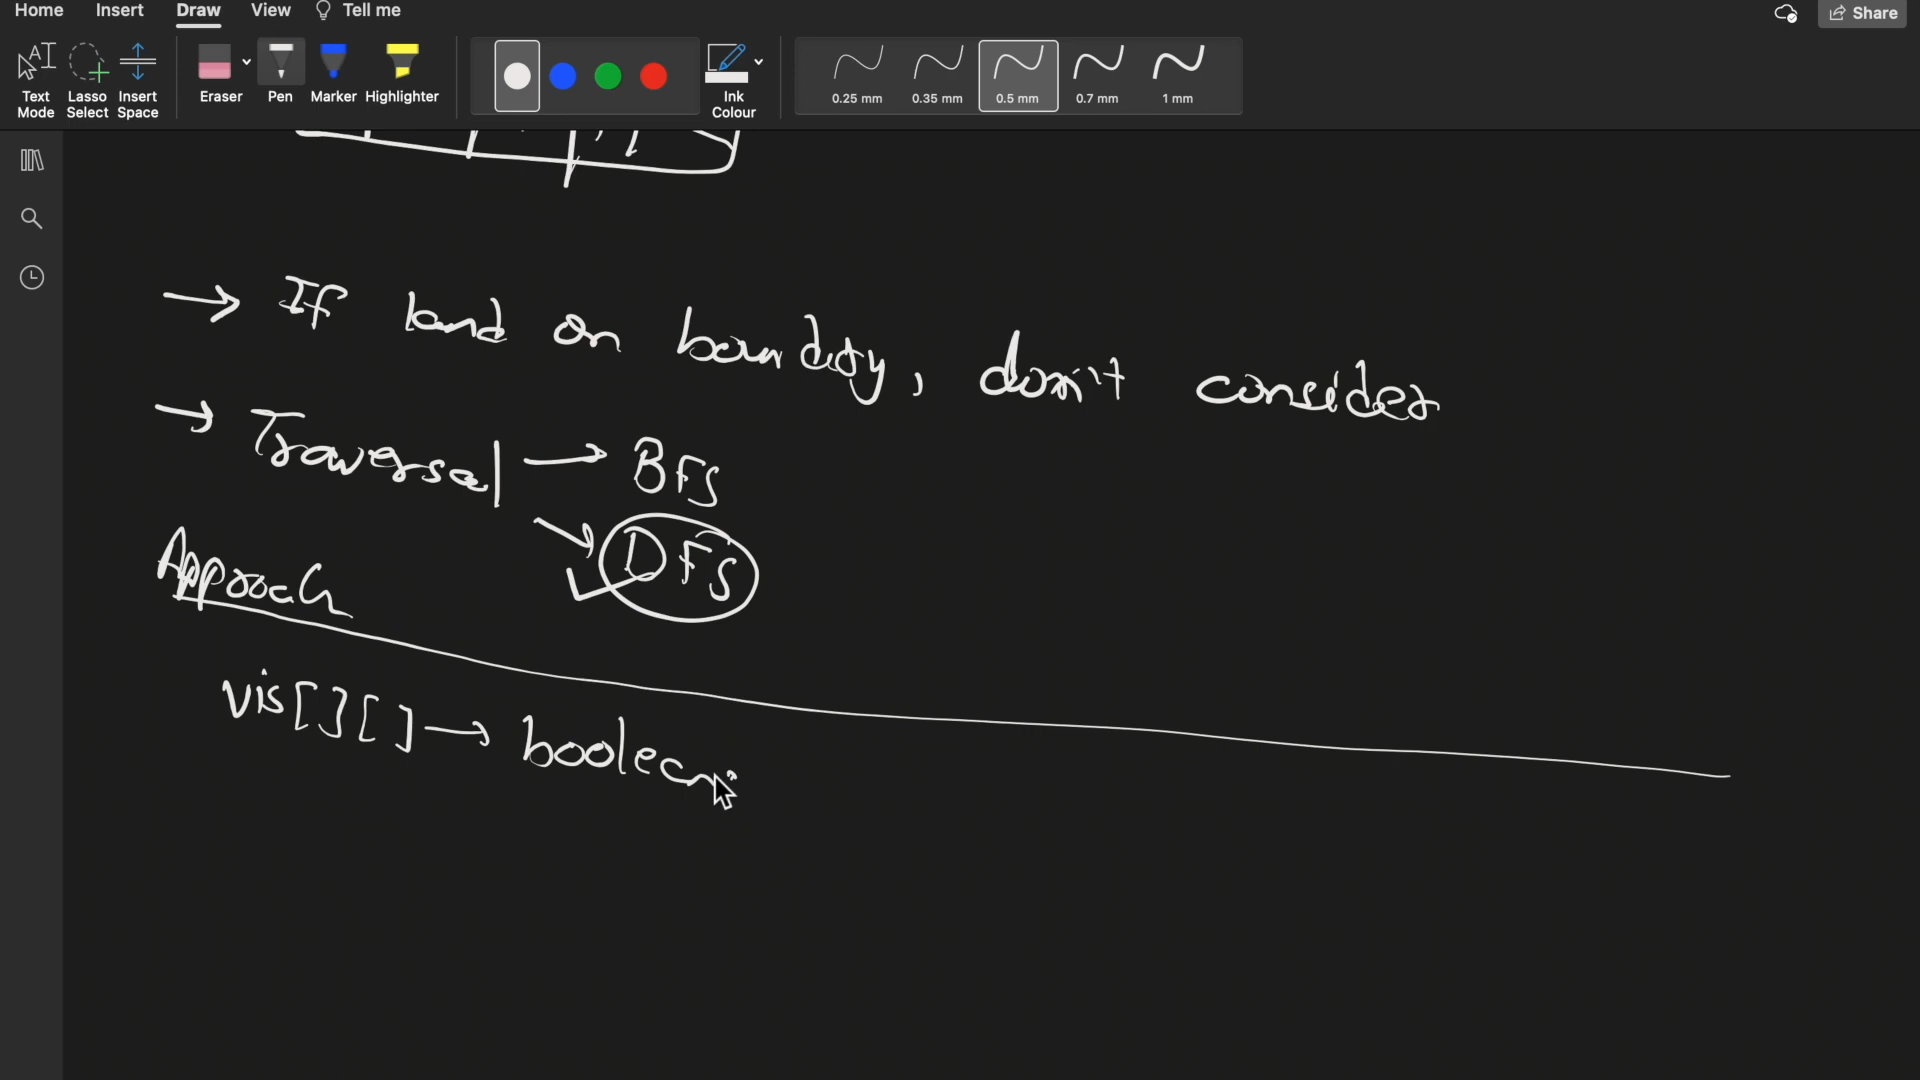 Home Insert Draw View Tell me Share
Text Mode Lasso Select Insert Space Eraser Pen Marker Highlighter Ink Colour 0.25 mm 0.35 mm 0.5 mm 0.7 mm 1 mm
→ If land on boundary, don't consider
→ Traversal → BFS
→ DFS
Approach
vis[][] → boolean